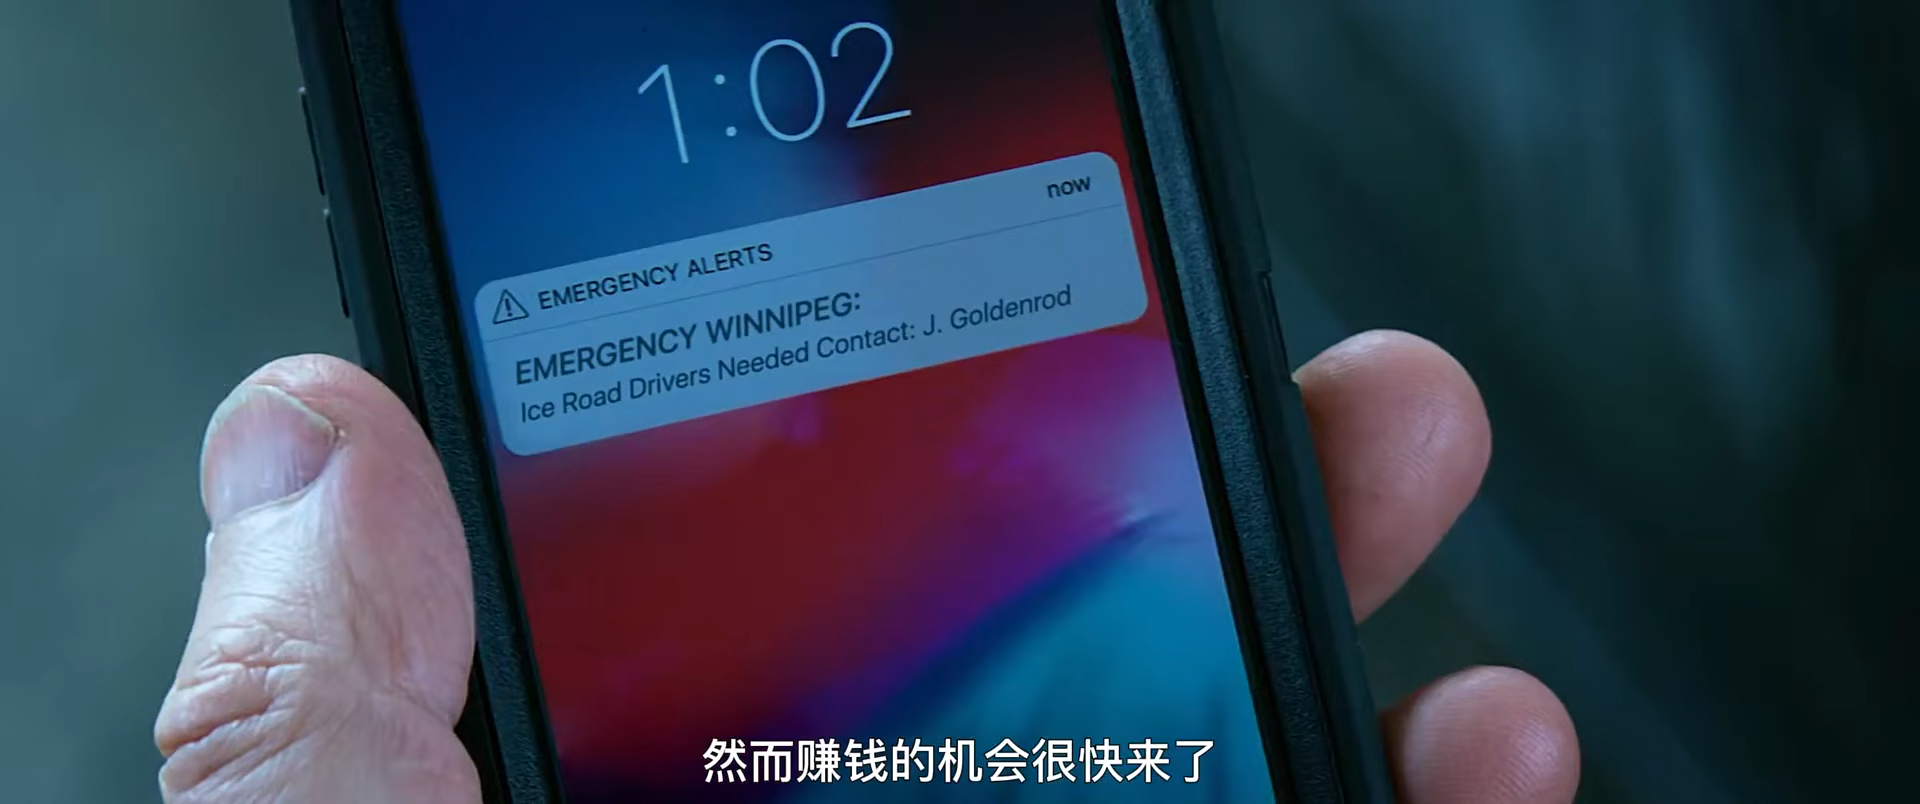 1:02
now
EMERGENCY ALERTS
EMERGENCY WINNIPEG:
Ice Road Drivers Needed Contact: J. Goldenrod
然而赚钱的机会很快来了